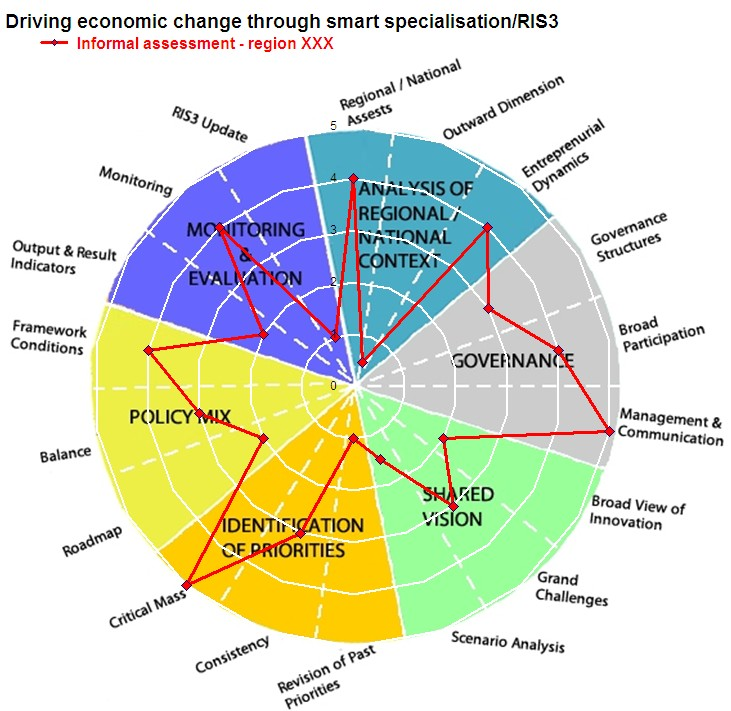 Driving economic change through smart specialisation/RIS3
Informal assessment - region XXX
Regional / National
Assests
Outward Dimension
Entreprenurial
Dynamics
Governance
Structures
Broad
Participation
Management &
Communication
Broad View of
Innovation
Grand
Challenges
Scenario Analysis
Revision of Past
Priorities
Consistency
Critical Mass
Roadmap
Balance
Framework
Conditions
Output & Result
Indicators
Monitoring
RIS3 Update
5
4
3
2
1
0
ANALYSIS OF
REGIONAL/
NATIONAL
CONTEXT
GOVERNANCE
SHARED
VISION
IDENTIFICATION
OF PRIORITIES
POLICY MIX
MONITORING
&
EVALUATION